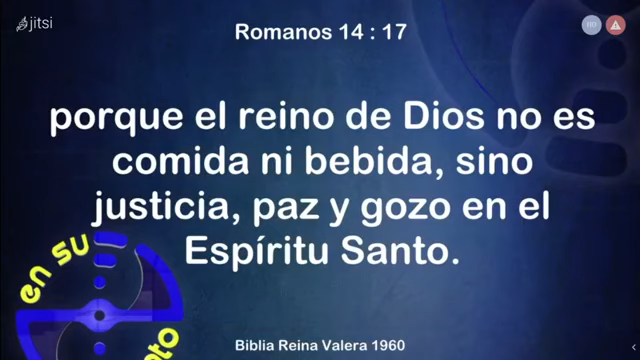 jitsi
Romanos 14 : 17
porque el reino de Dios no es
comida ni bebida, sino
justicia, paz y gozo en el
Espíritu Santo.
en su
Biblia Reina Valera 1960